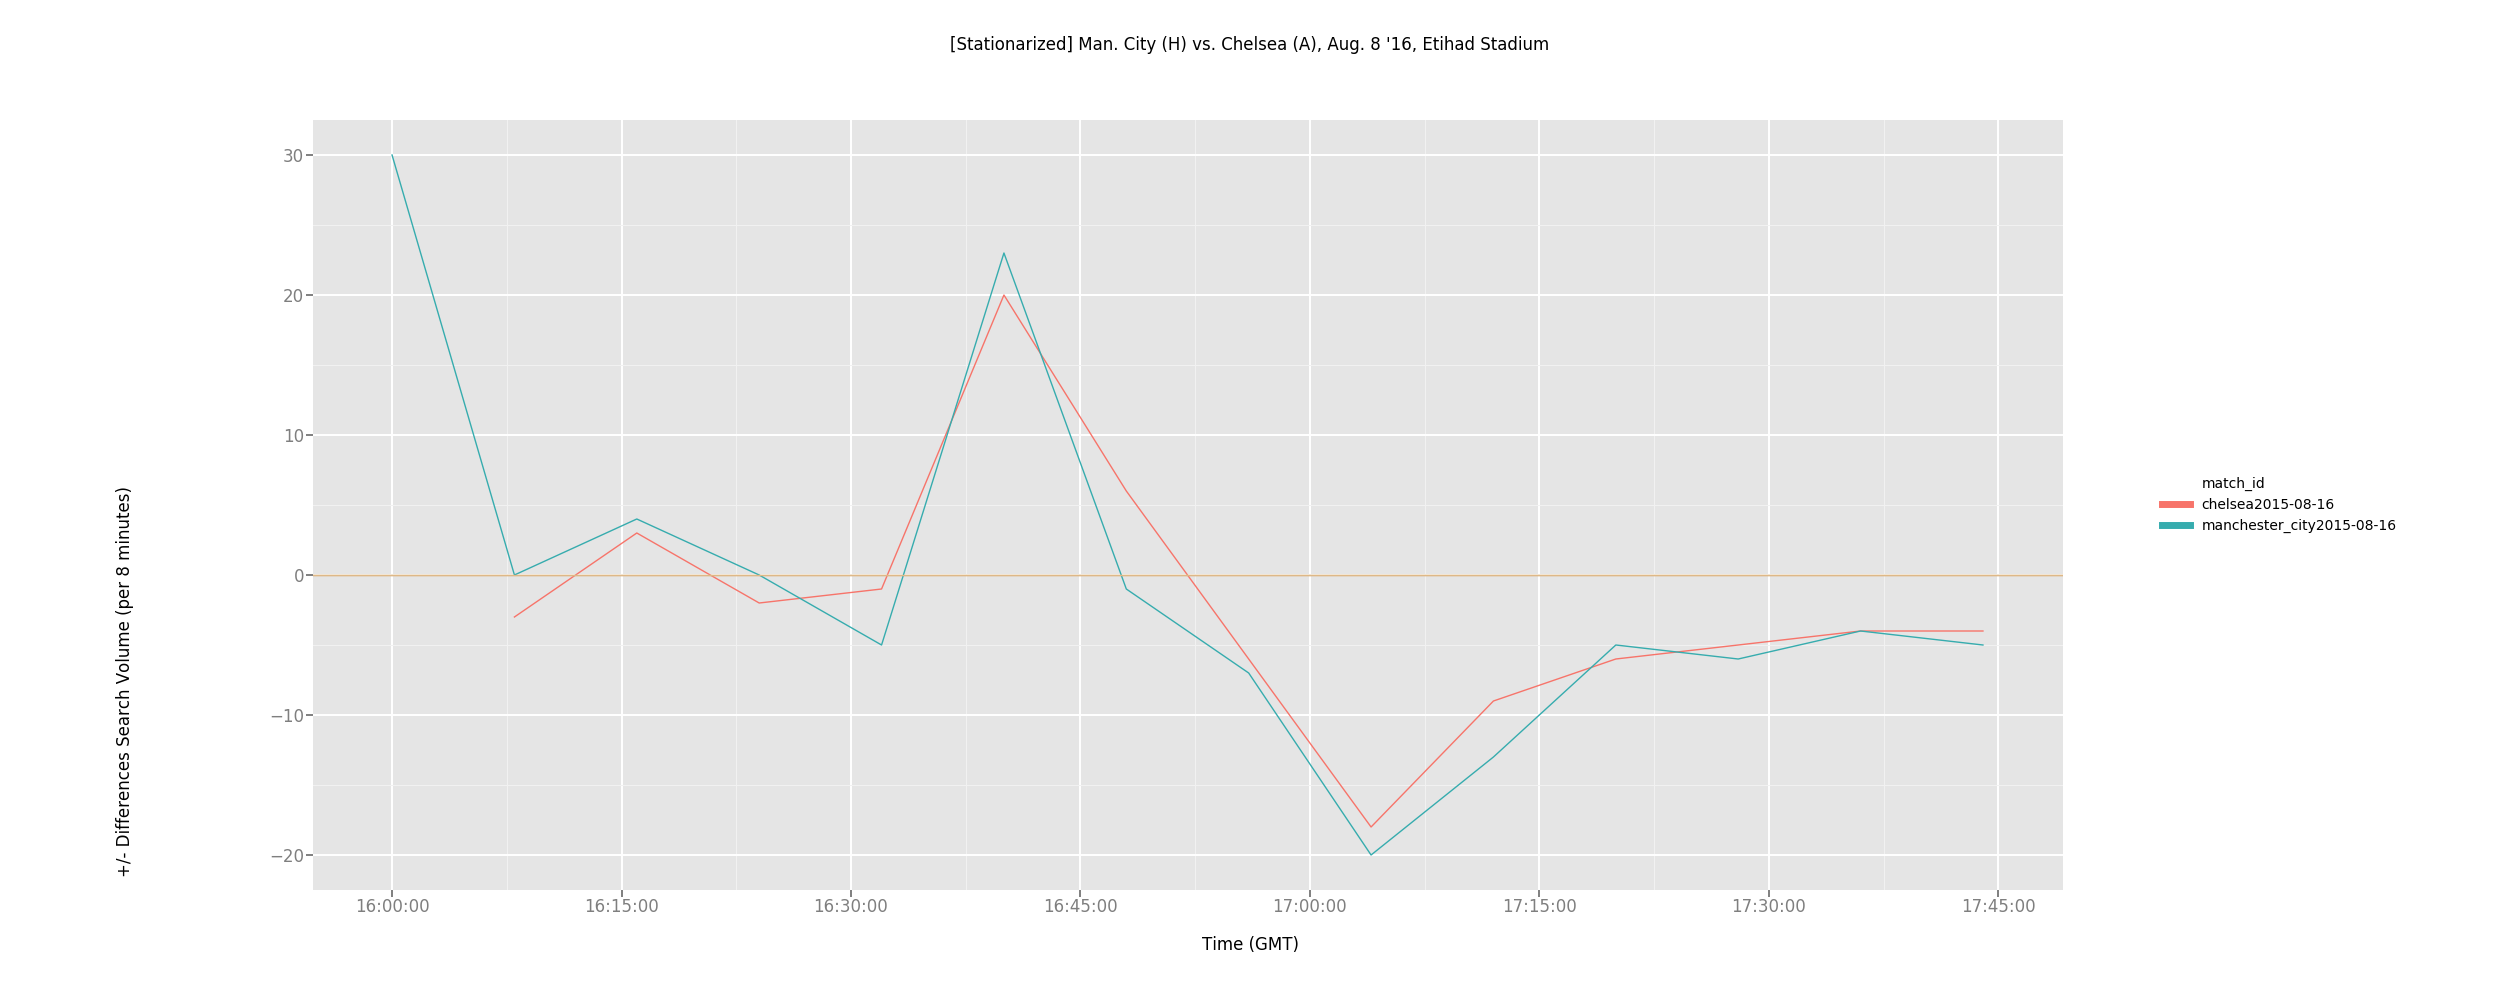 [Stationarized] Man. City (H) vs. Chelsea (A), Aug. 8 '16, Etihad Stadium
30
20
10
0
−10
−20
+/- Differences Search Volume (per 8 minutes)
16:00:00 16:15:00 16:30:00 16:45:00 17:00:00 17:15:00 17:30:00 17:45:00
Time (GMT)
match_id
chelsea2015-08-16
manchester_city2015-08-16